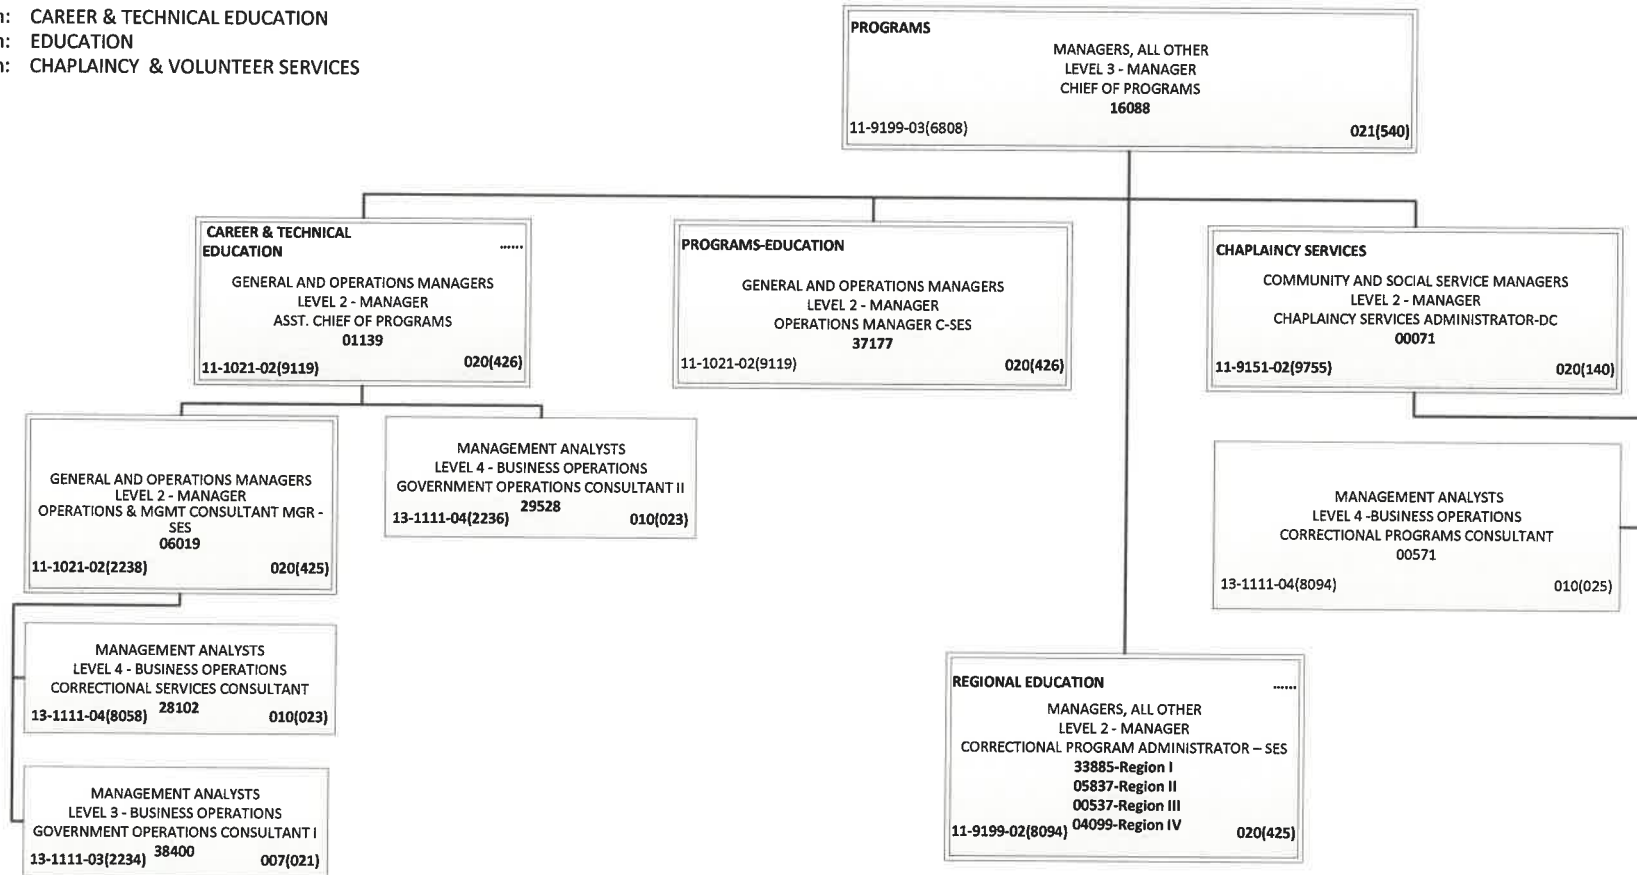 n: CAREER & TECHNICAL EDUCATION
n: EDUCATION
n: CHAPLAINCY & VOLUNTEER SERVICES
PROGRAMS
MANAGERS, ALL OTHER
LEVEL 3 - MANAGER
CHIEF OF PROGRAMS
16088
11-9199-03(6808) 021(540)
CAREER & TECHNICAL
EDUCATION ......
GENERAL AND OPERATIONS MANAGERS
LEVEL 2 - MANAGER
ASST. CHIEF OF PROGRAMS
01139
11-1021-02(9119) 020(426)
PROGRAMS-EDUCATION
GENERAL AND OPERATIONS MANAGERS
LEVEL 2 - MANAGER
OPERATIONS MANAGER C-SES
37177
11-1021-02(9119) 020(426)
CHAPLAINCY SERVICES
COMMUNITY AND SOCIAL SERVICE MANAGERS
LEVEL 2 - MANAGER
CHAPLAINCY SERVICES ADMINISTRATOR-DC
00071
11-9151-02(9755) 020(140)
GENERAL AND OPERATIONS MANAGERS
LEVEL 2 - MANAGER
OPERATIONS & MGMT CONSULTANT MGR -
SES
06019
11-1021-02(2238) 020(425)
MANAGEMENT ANALYSTS
LEVEL 4 - BUSINESS OPERATIONS
GOVERNMENT OPERATIONS CONSULTANT II
29528
13-1111-04(2236) 010(023)
MANAGEMENT ANALYSTS
LEVEL 4 -BUSINESS OPERATIONS
CORRECTIONAL PROGRAMS CONSULTANT
00571
13-1111-04(8094) 010(025)
MANAGEMENT ANALYSTS
LEVEL 4 - BUSINESS OPERATIONS
CORRECTIONAL SERVICES CONSULTANT
28102
13-1111-04(8058) 010(023)
REGIONAL EDUCATION ......
MANAGERS, ALL OTHER
LEVEL 2 - MANAGER
CORRECTIONAL PROGRAM ADMINISTRATOR – SES
33885-Region I
05837-Region II
00537-Region III
04099-Region IV
11-9199-02(8094) 020(425)
MANAGEMENT ANALYSTS
LEVEL 3 - BUSINESS OPERATIONS
GOVERNMENT OPERATIONS CONSULTANT I
38400
13-1111-03(2234) 007(021)